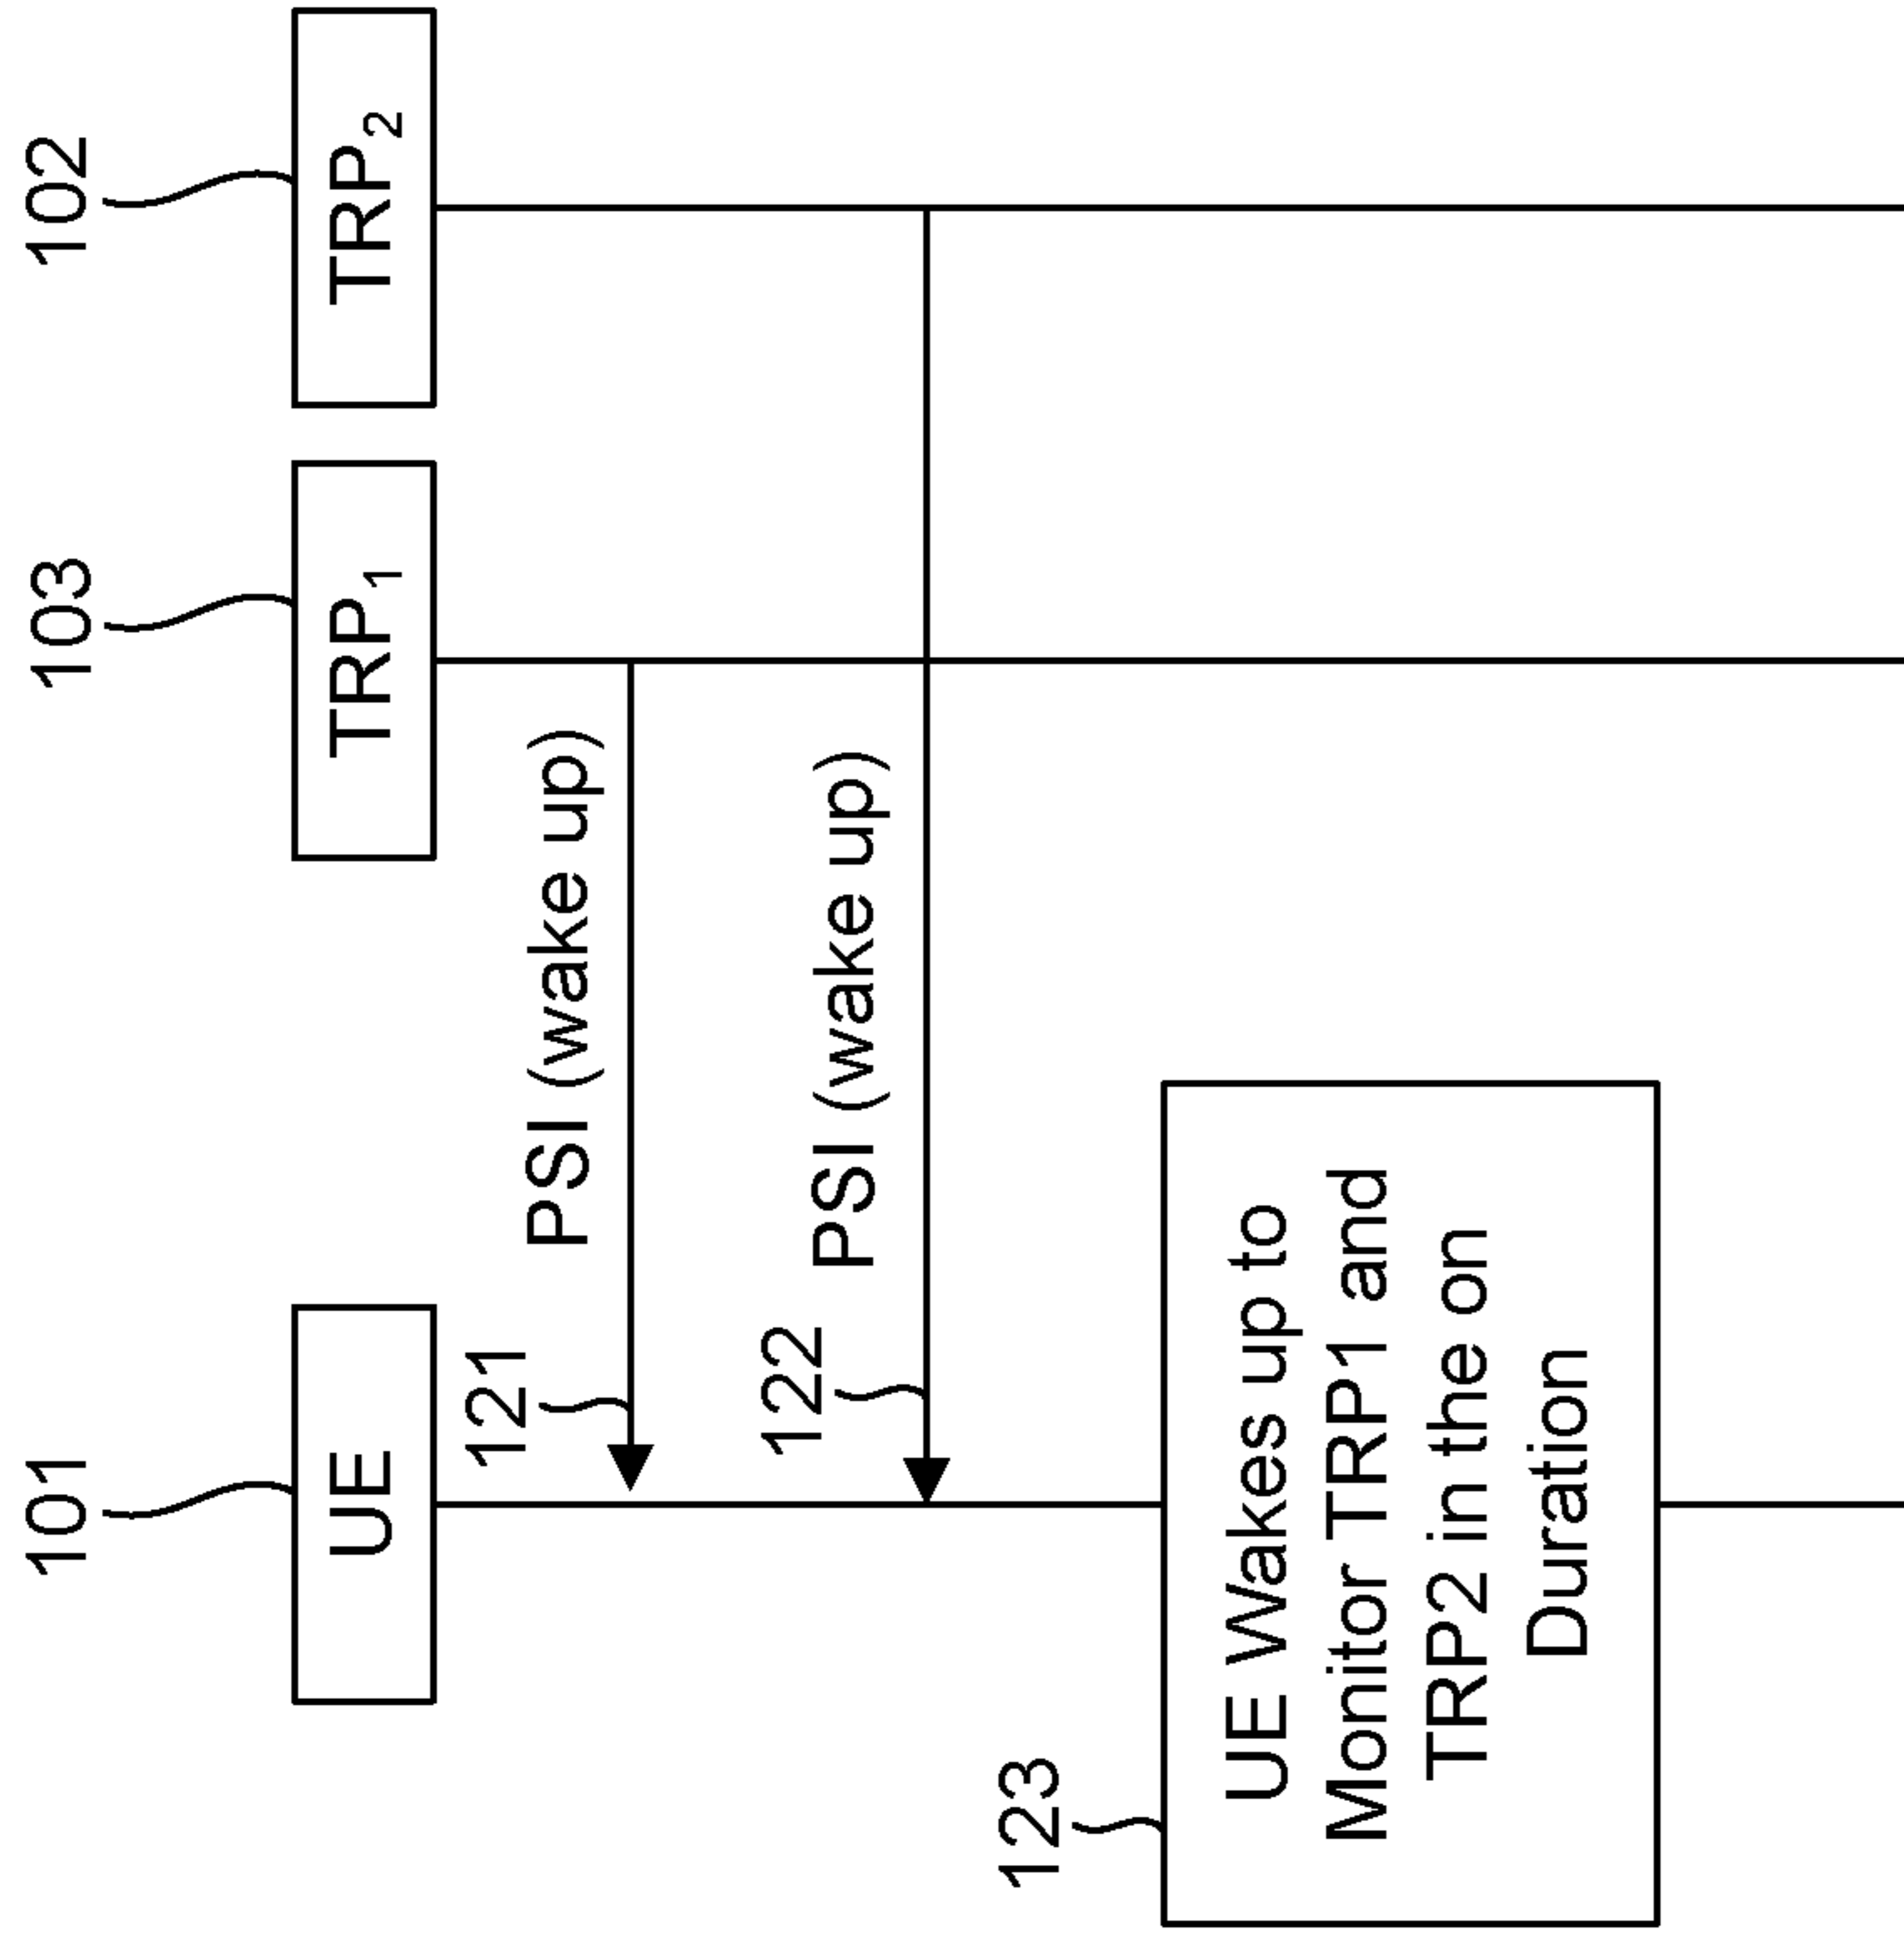 101
103
102
UE
TRP1
TRP2
121
PSI (wake up)
122
PSI (wake up)
123
UE Wakes up to
Monitor TRP1 and
TRP2 in the on
Duration